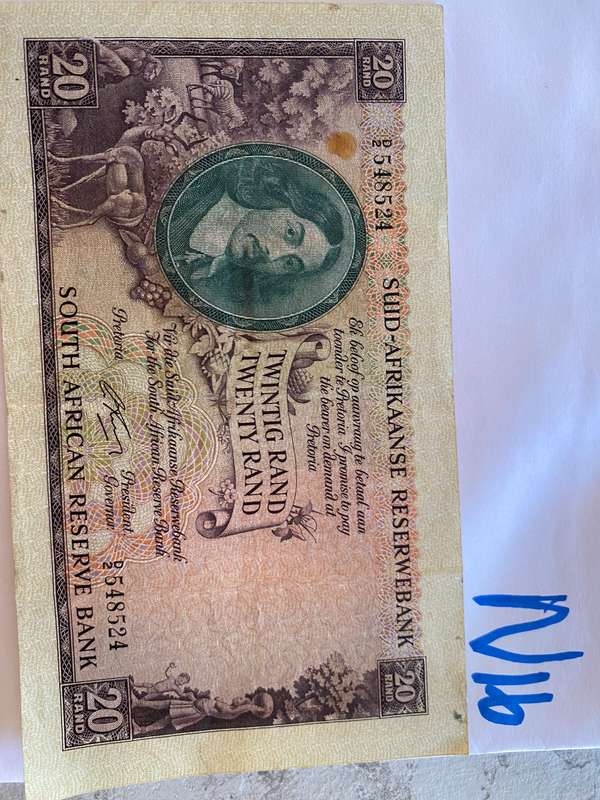 20
RAND
SUID-AFRIKAANSE RESERWEBANK
20
RAND
D/2 548524
Ek beloof op aanvraag te betaal aan
toonder te Pretoria I promise to pay
the bearer on demand at
Pretoria
TWINTIG RAND
TWENTY RAND
Vir die Suid-Afrikaanse Reserwebank
For the South African Reserve Bank
Pretoria
President
Governor
D/2 548524
20
RAND
SOUTH AFRICAN RESERVE BANK
20
RAND
N16